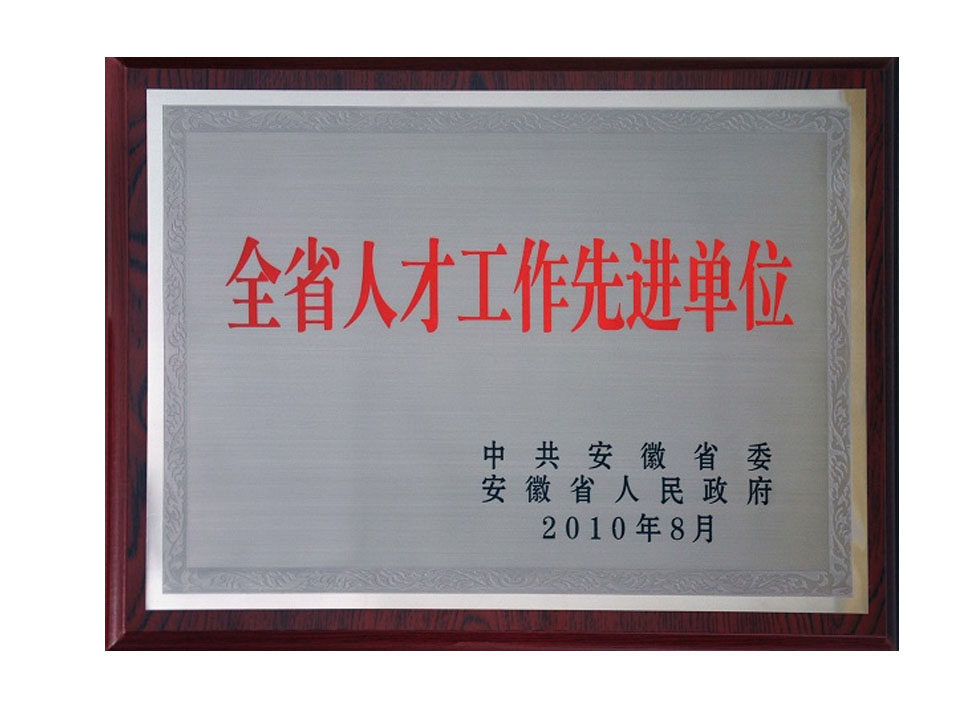 全省人才工作先进单位
中共安徽省委
安徽省人民政府
2010年8月